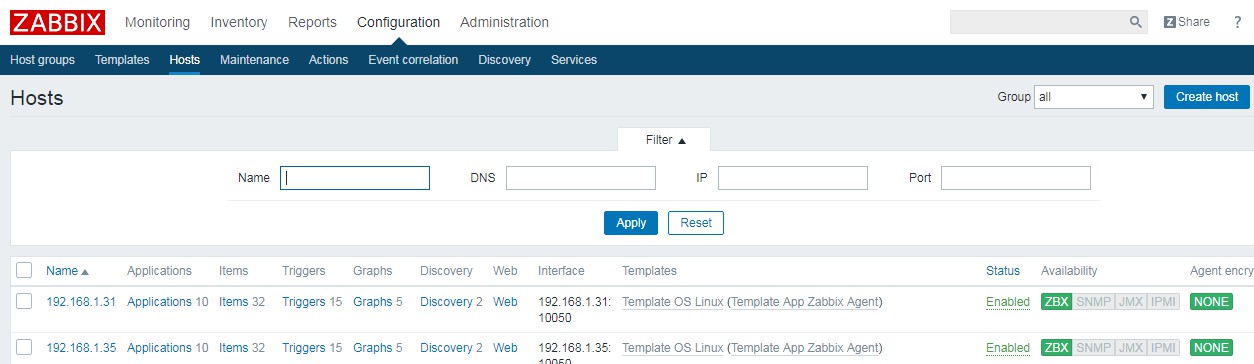 ZABBIX Monitoring Inventory Reports Configuration Administration Z Share ?
Host groups Templates Hosts Maintenance Actions Event correlation Discovery Services
Hosts Group all Create host
Filter
Name DNS IP Port
Apply Reset
Name Applications Items Triggers Graphs Discovery Web Interface Templates Status Availability Agent encry
192.168.1.31 Applications 10 Items 32 Triggers 15 Graphs 5 Discovery 2 Web 192.168.1.31: Template OS Linux (Template App Zabbix Agent) Enabled ZBX SNMP JMX IPMI NONE
10050
192.168.1.35 Applications 10 Items 32 Triggers 15 Graphs 5 Discovery 2 Web 192.168.1.35: Template OS Linux (Template App Zabbix Agent) Enabled ZBX SNMP JMX IPMI NONE
10050